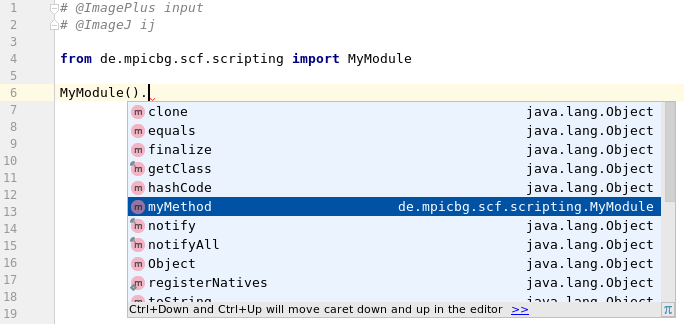 1 # @ImagePlus input
2 # @ImageJ ij
3
4 from de.mpicbg.scf.scripting import MyModule
5
6 MyModule().
7 clone java.lang.Object
8 equals java.lang.Object
9 finalize java.lang.Object
10 getClass java.lang.Object
11 hashCode java.lang.Object
12
13 myMethod de.mpicbg.scf.scripting.MyModule
14 notify java.lang.Object
15 notifyAll java.lang.Object
16 Object java.lang.Object
17 registerNatives java.lang.Object
18 toString java.lang.Object
19 Ctrl+Down and Ctrl+Up will move caret down and up in the editor >> π